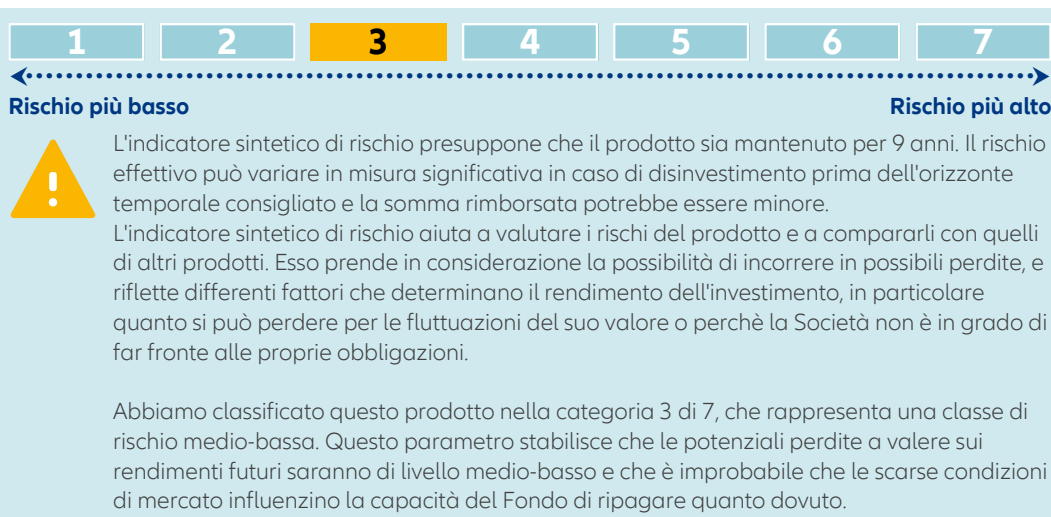 1 2 3 4 5 6 7
Rischio più basso Rischio più alto
L'indicatore sintetico di rischio presuppone che il prodotto sia mantenuto per 9 anni. Il rischio
effettivo può variare in misura significativa in caso di disinvestimento prima dell'orizzonte
temporale consigliato e la somma rimborsata potrebbe essere minore.
L'indicatore sintetico di rischio aiuta a valutare i rischi del prodotto e a compararli con quelli
di altri prodotti. Esso prende in considerazione la possibilità di incorrere in possibili perdite, e
riflette differenti fattori che determinano il rendimento dell'investimento, in particolare
quanto si può perdere per le fluttuazioni del suo valore o perchè la Società non è in grado di
far fronte alle proprie obbligazioni.
Abbiamo classificato questo prodotto nella categoria 3 di 7, che rappresenta una classe di
rischio medio-bassa. Questo parametro stabilisce che le potenziali perdite a valere sui
rendimenti futuri saranno di livello medio-basso e che è improbabile che le scarse condizioni
di mercato influenzino la capacità del Fondo di ripagare quanto dovuto.